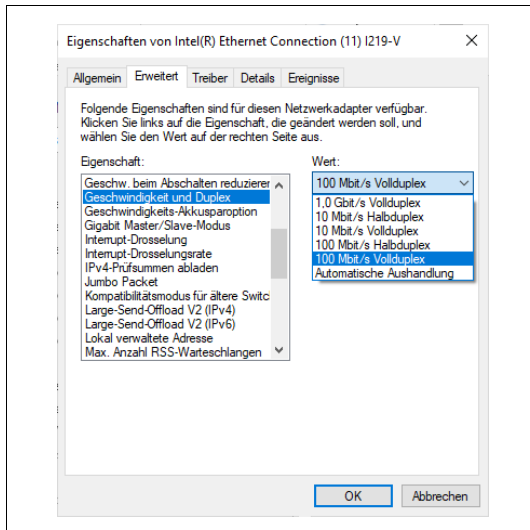 Eigenschaften von Intel(R) Ethernet Connection (11) I219-V
Allgemein Erweitert Treiber Details Ereignisse
Folgende Eigenschaften sind für diesen Netzwerkadapter verfügbar.
Klicken Sie links auf die Eigenschaft, die geändert werden soll, und
wählen Sie den Wert auf der rechten Seite aus.
Eigenschaft:
Geschw. beim Abschalten reduzierer
Geschwindigkeit und Duplex
Geschwindigkeits-Akkusparoption
Gigabit Master/Slave-Modus
Interrupt-Drosselung
Interrupt-Drosselungsrate
IPv4-Prüfsummen abladen
Jumbo Packet
Kompatibilitätsmodus für ältere Switc
Large-Send-Offload V2 (IPv4)
Large-Send-Offload V2 (IPv6)
Lokal verwaltete Adresse
Max. Anzahl RSS-Warteschlangen
Wert:
100 Mbit/s Vollduplex
1,0 Gbit/s Vollduplex
10 Mbit/s Halbduplex
10 Mbit/s Vollduplex
100 Mbit/s Halbduplex
100 Mbit/s Vollduplex
Automatische Aushandlung
OK Abbrechen